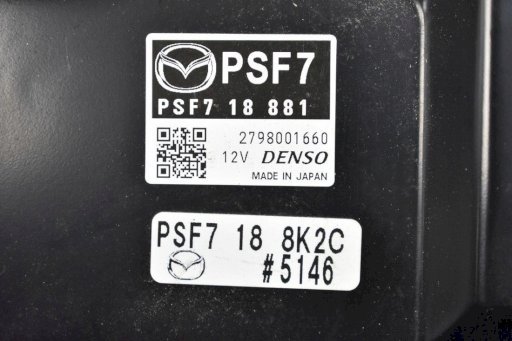 PSF7
PSF7 18 881
2798001660
12V DENSO
MADE IN JAPAN
PSF7 18 8K2C
#5146